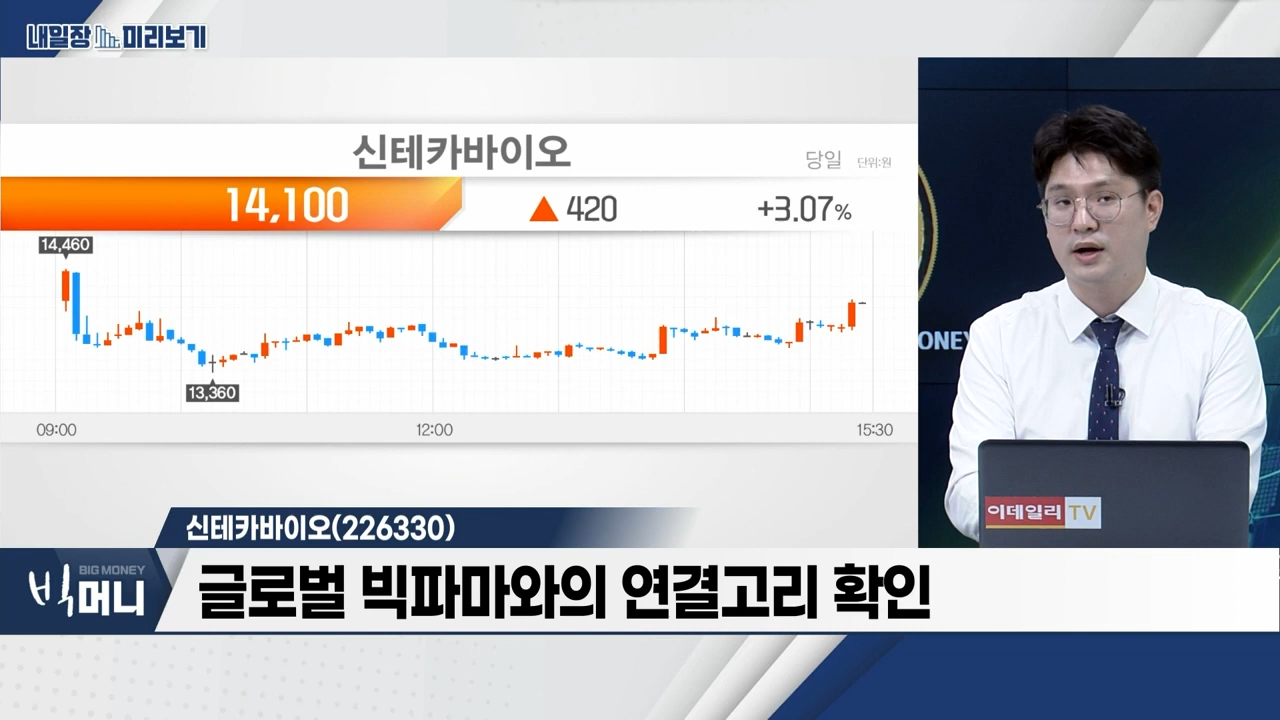 내일장 미리보기
신테카바이오
당일 단위:원
14,100 ▲ 420 +3.07%
14,460
13,360
09:00 12:00 15:30
ONEY
이데일리 TV
신테카바이오(226330)
BIG MONEY
빅머니
글로벌 빅파마와의 연결고리 확인